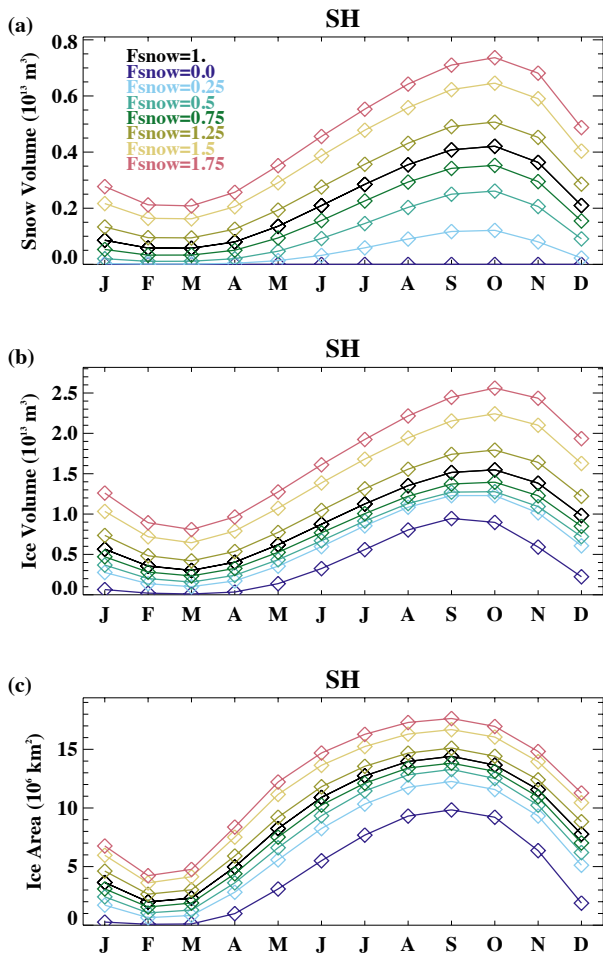 (a)
SH
Snow Volume (10¹³ m³)
0.8
0.6
0.4
0.2
0.0
Fsnow=1.
Fsnow=0.0
Fsnow=0.25
Fsnow=0.5
Fsnow=0.75
Fsnow=1.25
Fsnow=1.5
Fsnow=1.75
J F M A M J J A S O N D
(b)
SH
Ice Volume (10¹³ m³)
2.5
2.0
1.5
1.0
0.5
0.0
J F M A M J J A S O N D
(c)
SH
Ice Area (10⁶ km²)
15
10
5
0
J F M A M J J A S O N D